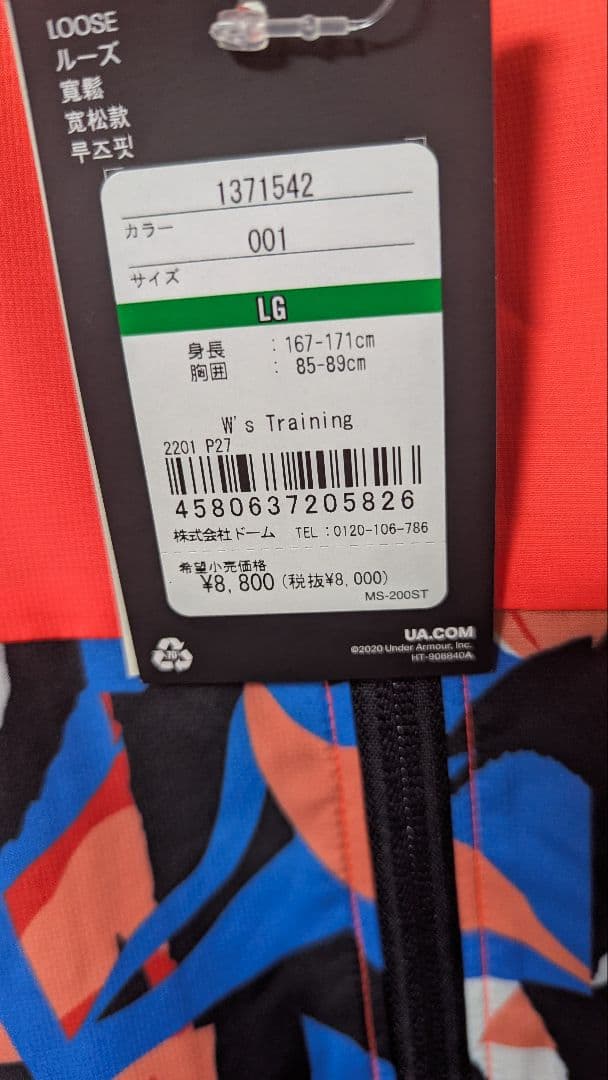 LOOSE
ルーズ
寬鬆
宽松款
루즈핏
1371542
カラー
001
サイズ
LG
身長 : 167-171cm
胸囲 : 85-89cm
W's Training
2201 P27
4580637205826
株式会社ドーム TEL:0120-106-786
希望小売価格
¥8,800(税抜¥8,000)
MS-200ST
UA.COM
©2020 Under Armour, Inc.
HT-908840A